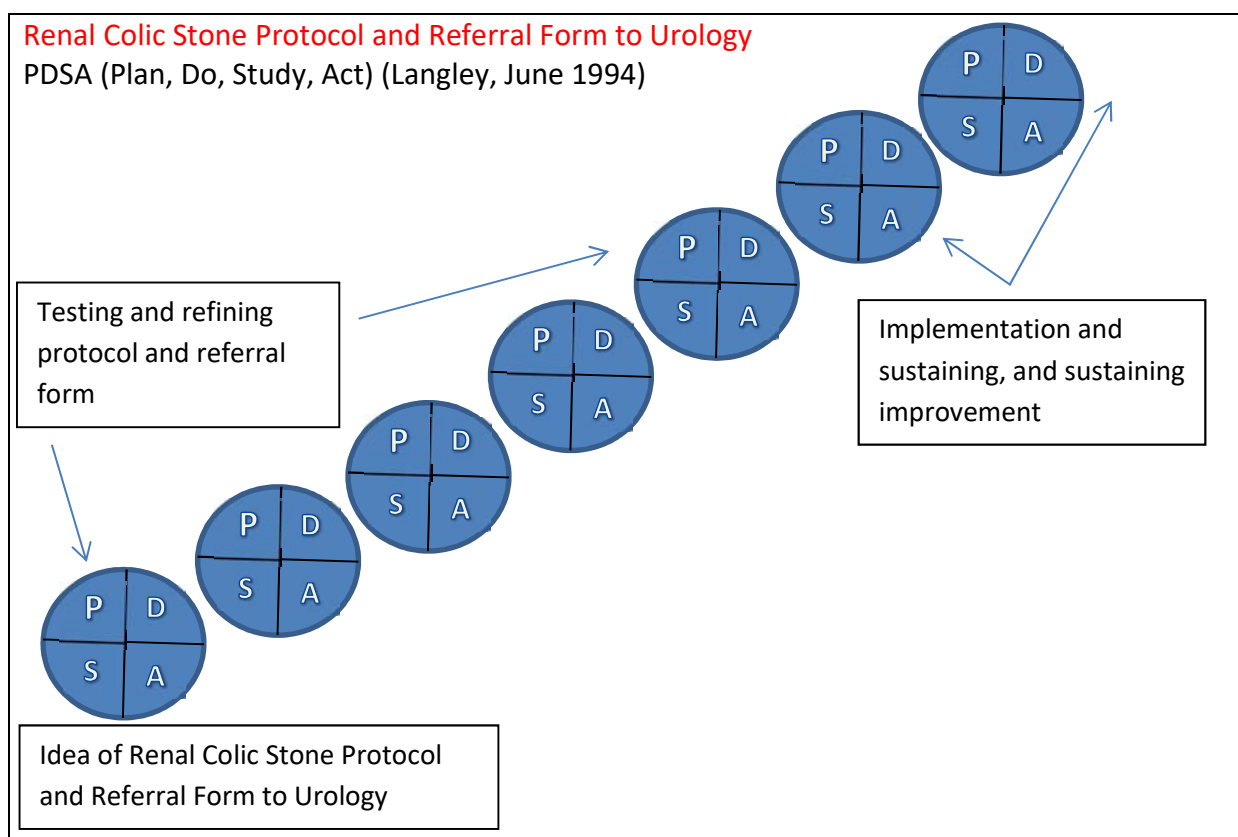 Renal Colic Stone Protocol and Referral Form to Urology
PDSA (Plan, Do, Study, Act) (Langley, June 1994)
P D
S A
P D
S A
P D
S A
P D
S A
P D
S A
P D
S A
P D
S A
Testing and refining
protocol and referral
form
Implementation and
sustaining, and sustaining
improvement
Idea of Renal Colic Stone Protocol
and Referral Form to Urology